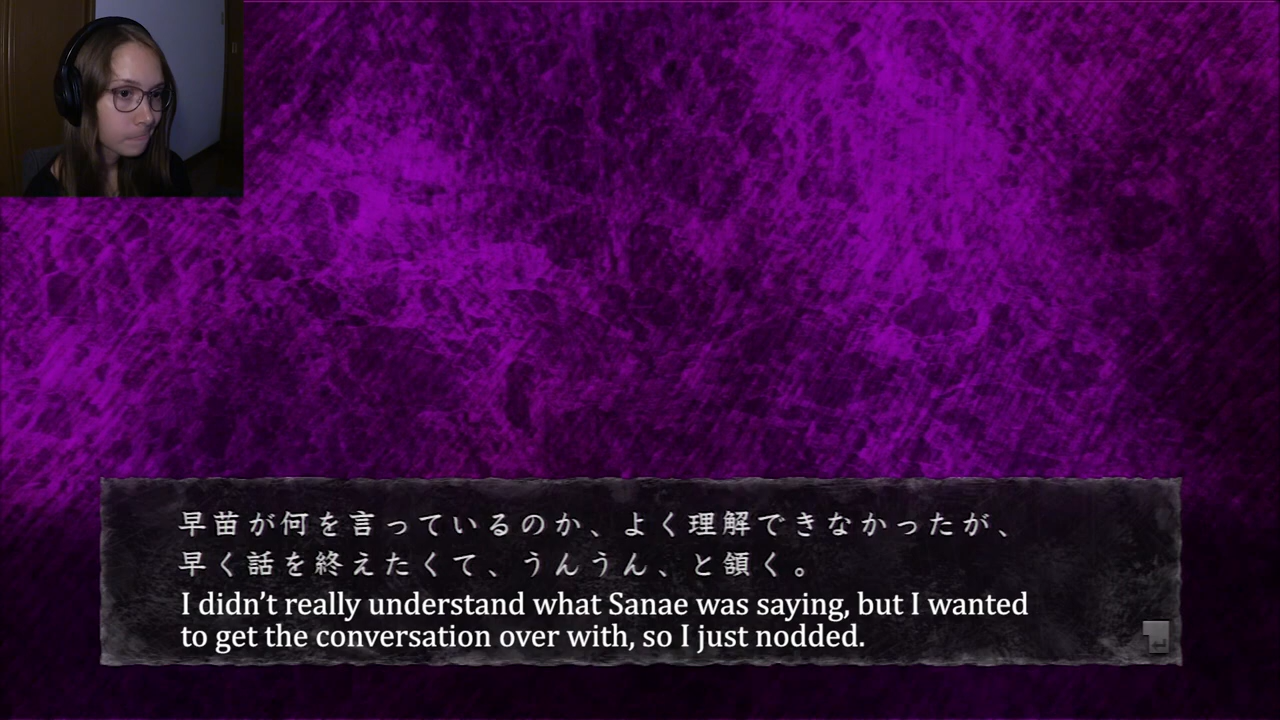 早苗が何を言っているのか、よく理解できなかったが、
早く話を終えたくて、うんうん、と頷く。
I didn't really understand what Sanae was saying, but I wanted
to get the conversation over with, so I just nodded.